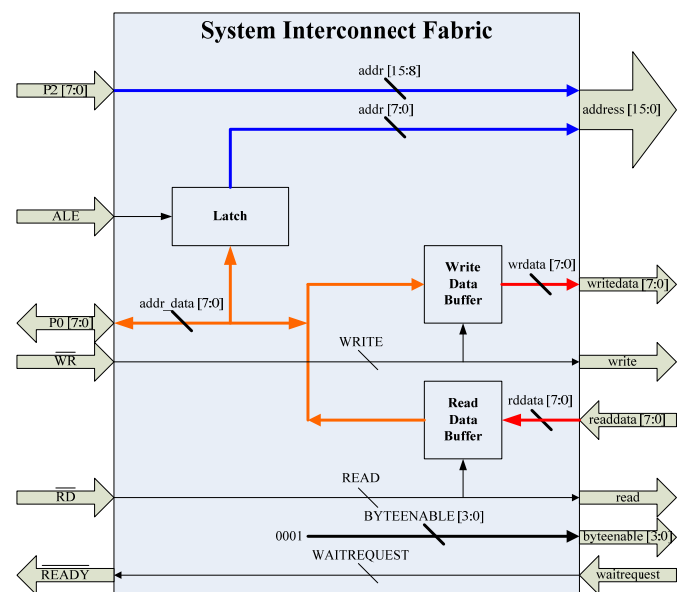 System Interconnect Fabric
addr [15:8]
P2 [7:0]
addr [7:0]
address [15:0]
ALE
Latch
Write
Data
Buffer
wrdata [7:0]
writedata [7:0]
addr_data [7:0]
P0 [7:0]
WRITE
WR
write
Read
Data
Buffer
rddata [7:0]
readdata [7:0]
READ
RD
read
BYTEENABLE [3:0]
0001
byteenable [3:0]
WAITREQUEST
READY
waitrequest